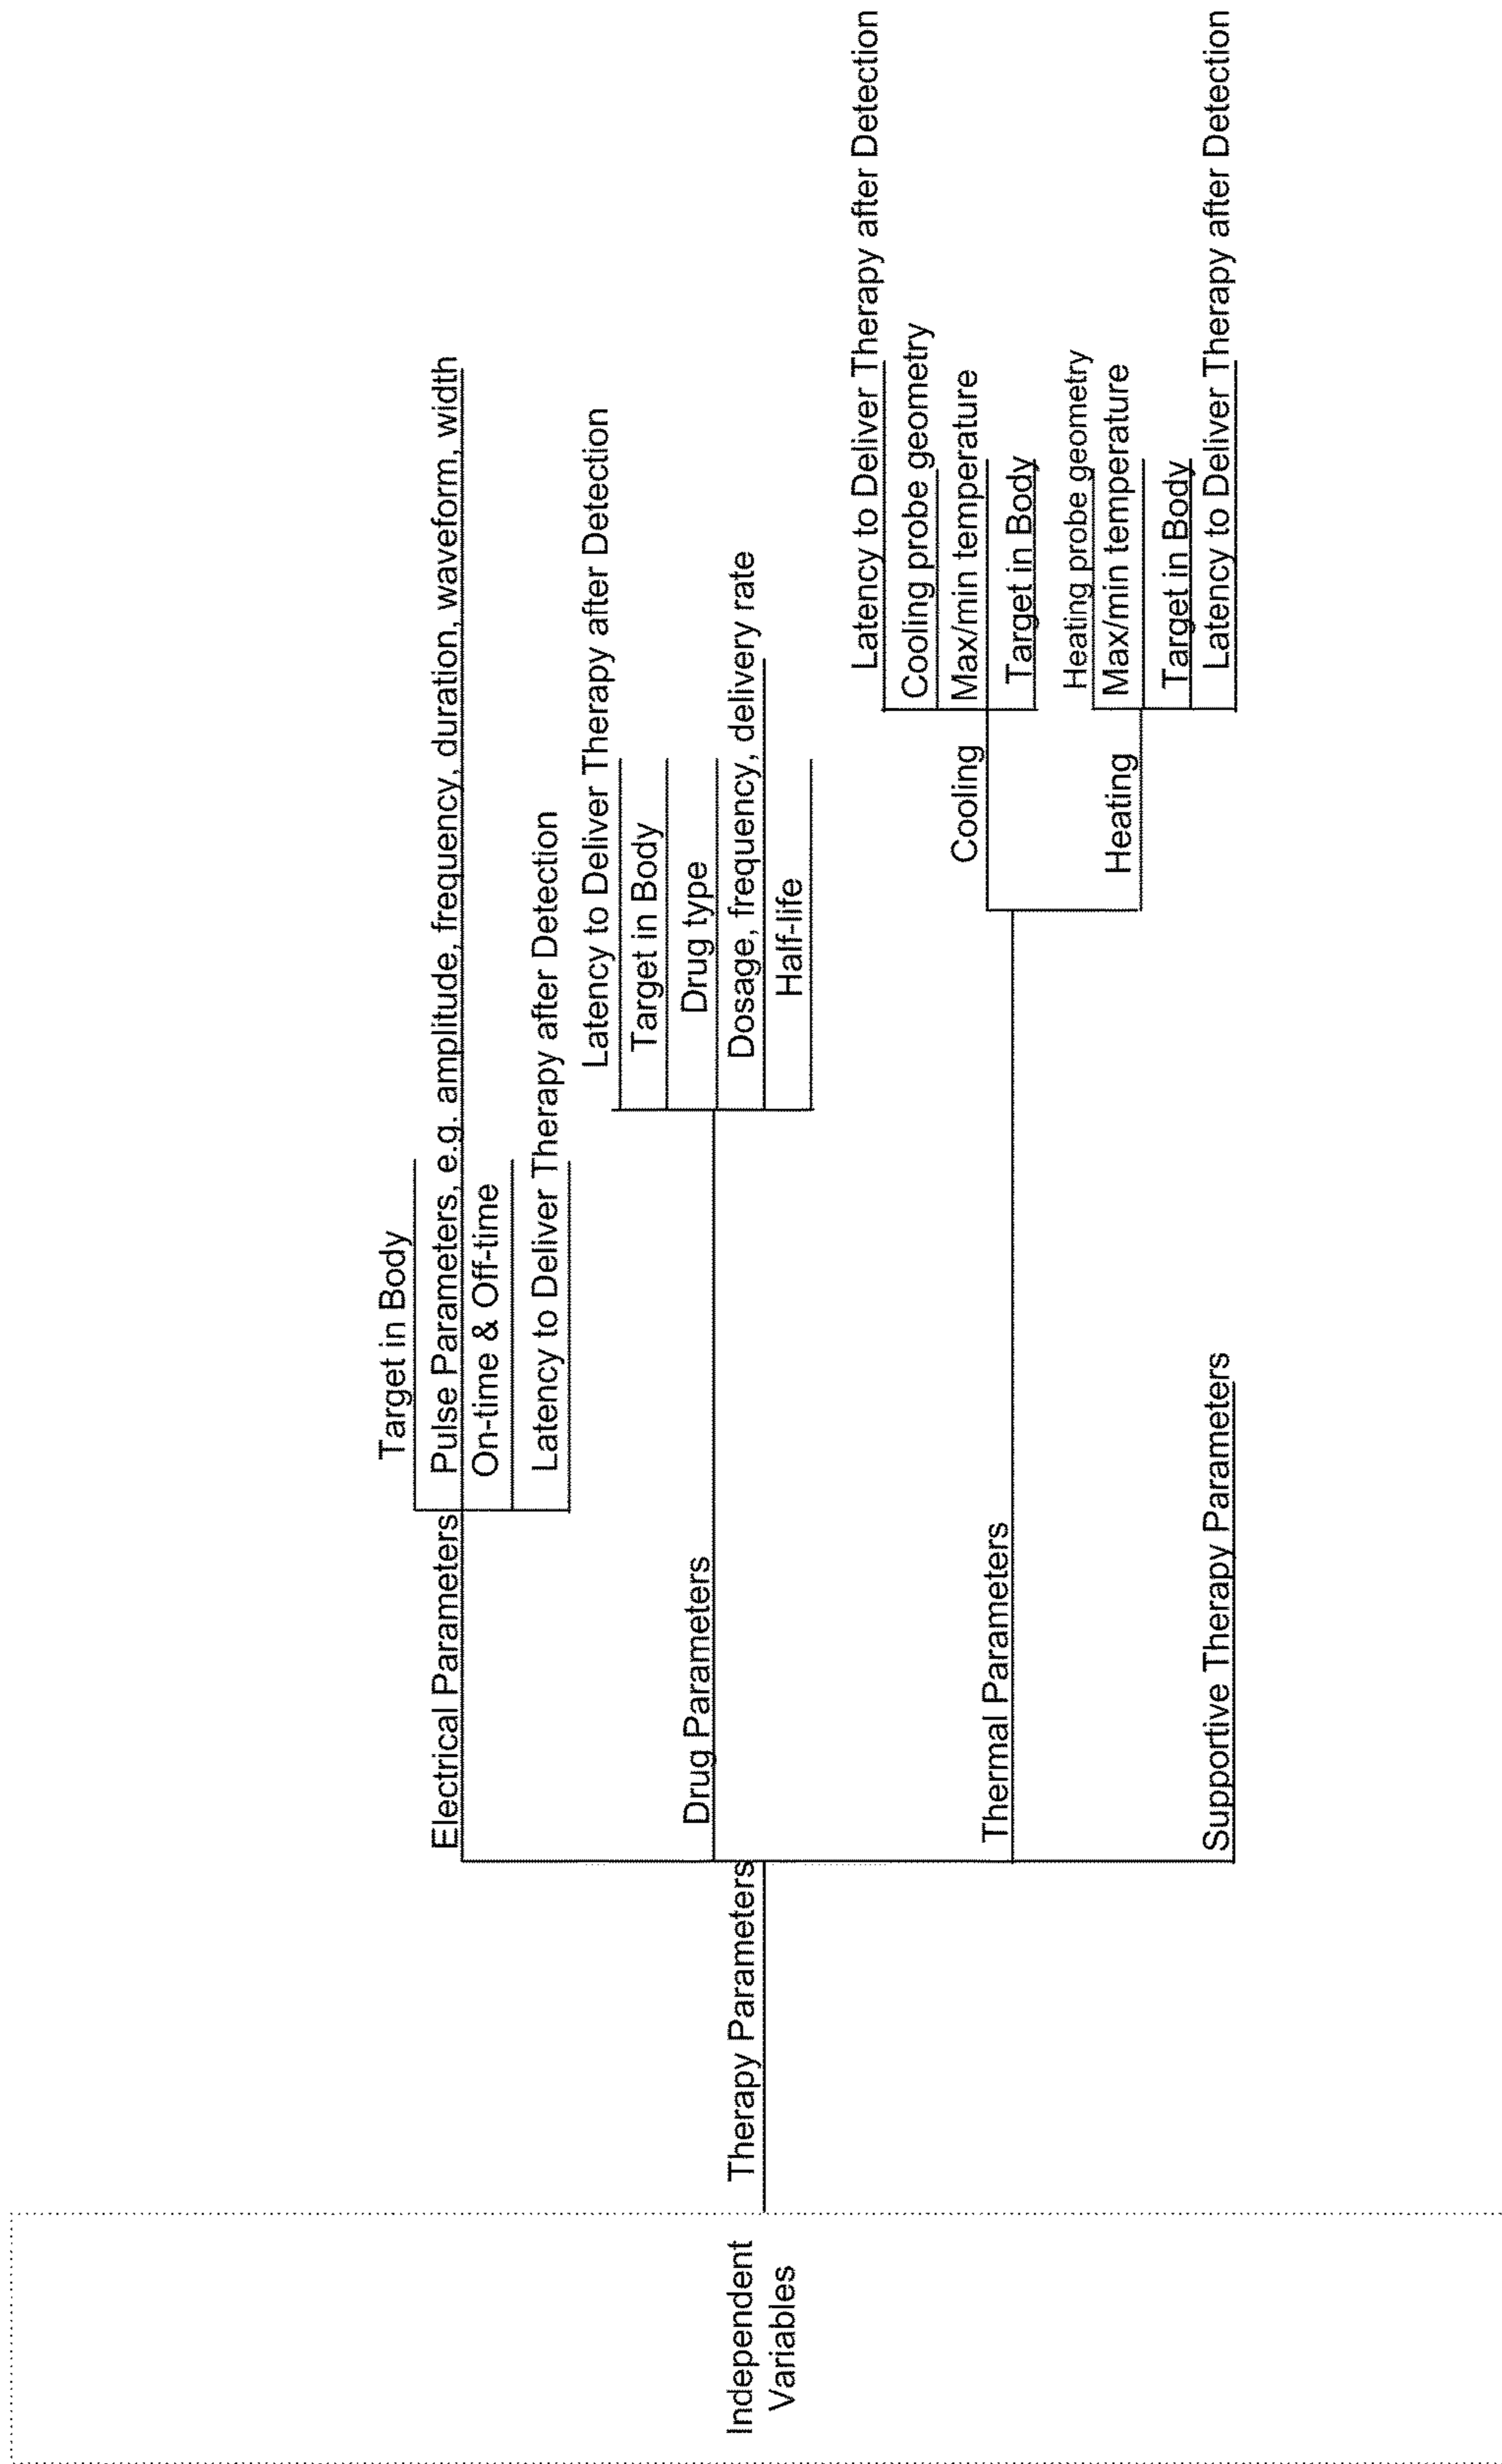 Independent
Variables
Therapy Parameters
Electrical Parameters
Target in Body
Pulse Parameters, e.g. amplitude, frequency, duration, waveform, width
On-time & Off-time
Latency to Deliver Therapy after Detection
Drug Parameters
Latency to Deliver Therapy after Detection
Target in Body
Drug type
Dosage, frequency, delivery rate
Half-life
Thermal Parameters
Cooling
Latency to Deliver Therapy after Detection
Cooling probe geometry
Max/min temperature
Target in Body
Heating
Heating probe geometry
Max/min temperature
Target in Body
Latency to Deliver Therapy after Detection
Supportive Therapy Parameters